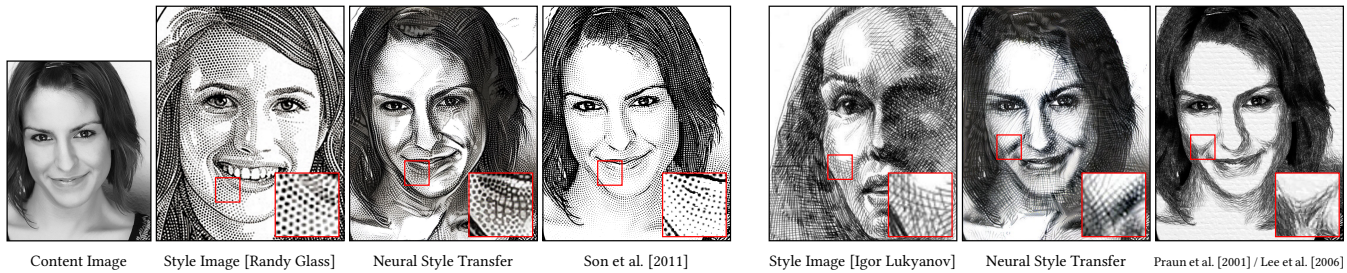 Content Image
Style Image [Randy Glass]
Neural Style Transfer
Son et al. [2011]
Style Image [Igor Lukyanov]
Neural Style Transfer
Praun et al. [2001] / Lee et al. [2006]